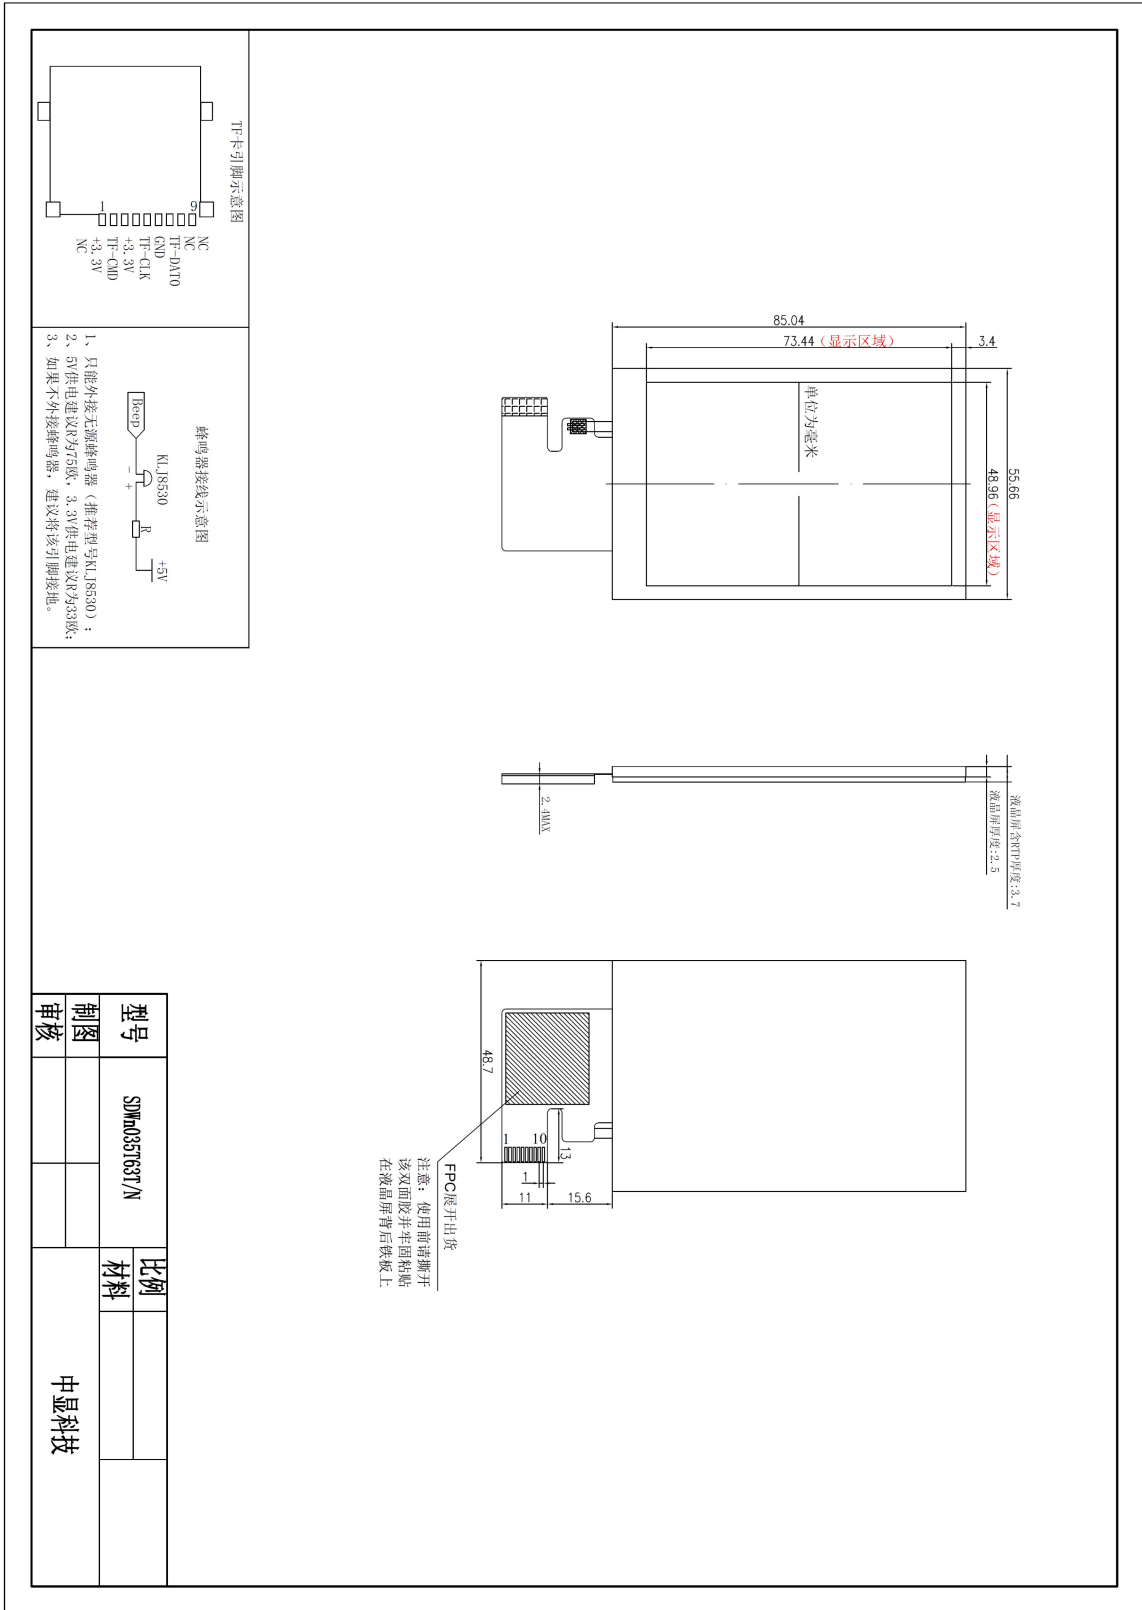 55.66
48.96(显示区域)
85.04
73.44(显示区域)
3.4
单位为毫米
液晶屏含RTP厚度:3.7
液晶屏厚度:2.5
2.4MAX
48.7
13
1
11
15.6
1
10
FPC展开出货
注意：使用前请撕开
该双面胶并牢固粘贴
在液晶屏背后铁板上
TF卡引脚示意图
9
1
NC
NC
TF-DAT0
GND
TF-CLK
+3.3V
TF-CMD
+3.3V
NC
蜂鸣器接线示意图
KLJ8530
R
+5V
Beep
- +
1、只能外接无源蜂鸣器（推荐型号KLJ8530）；
2、5V供电建议R为75欧，3.3V供电建议R为33欧;
3、如果不外接蜂鸣器，建议将该引脚接地。
型号
SDWn035T63T/N
比例
材料
制图
审核
中显科技